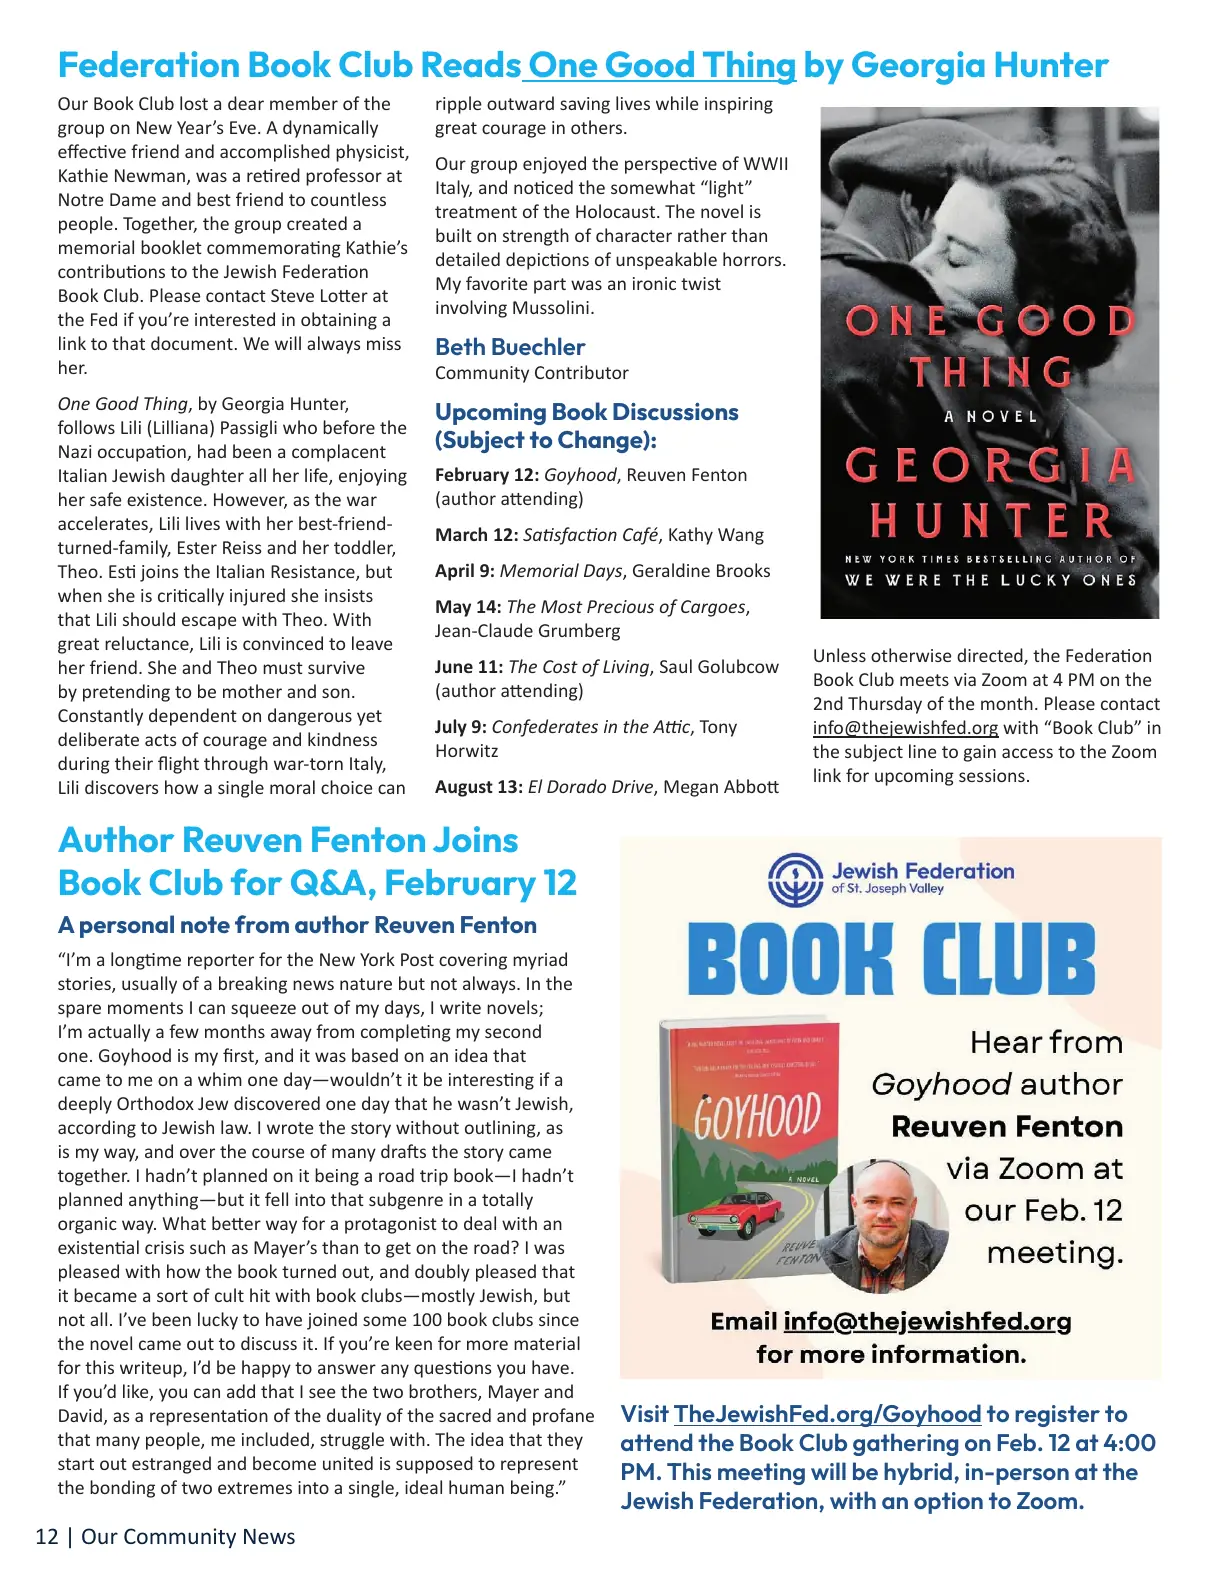 Federation Book Club Reads One Good Thing by Georgia Hunter
Our Book Club lost a dear member of the
group on New Year’s Eve. A dynamically
effective friend and accomplished physicist,
Kathie Newman, was a retired professor at
Notre Dame and best friend to countless
people. Together, the group created a
memorial booklet commemorating Kathie’s
contributions to the Jewish Federation
Book Club. Please contact Steve Lotter at
the Fed if you’re interested in obtaining a
link to that document. We will always miss
her.
One Good Thing, by Georgia Hunter,
follows Lili (Lilliana) Passigli who before the
Nazi occupation, had been a complacent
Italian Jewish daughter all her life, enjoying
her safe existence. However, as the war
accelerates, Lili lives with her best-friend-
turned-family, Ester Reiss and her toddler,
Theo. Esti joins the Italian Resistance, but
when she is critically injured she insists
that Lili should escape with Theo. With
great reluctance, Lili is convinced to leave
her friend. She and Theo must survive
by pretending to be mother and son.
Constantly dependent on dangerous yet
deliberate acts of courage and kindness
during their flight through war-torn Italy,
Lili discovers how a single moral choice can
ripple outward saving lives while inspiring
great courage in others.
Our group enjoyed the perspective of WWII
Italy, and noticed the somewhat “light”
treatment of the Holocaust. The novel is
built on strength of character rather than
detailed depictions of unspeakable horrors.
My favorite part was an ironic twist
involving Mussolini.
Beth Buechler
Community Contributor
Upcoming Book Discussions
(Subject to Change):
February 12: Goyhood, Reuven Fenton
(author attending)
March 12: Satisfaction Café, Kathy Wang
April 9: Memorial Days, Geraldine Brooks
May 14: The Most Precious of Cargoes,
Jean-Claude Grumberg
June 11: The Cost of Living, Saul Golubcow
(author attending)
July 9: Confederates in the Attic, Tony
Horwitz
August 13: El Dorado Drive, Megan Abbott
ONE GOOD
THING
A NOVEL
GEORGIA
HUNTER
NEW YORK TIMES BESTSELLING AUTHOR OF
WE WERE THE LUCKY ONES
Unless otherwise directed, the Federation
Book Club meets via Zoom at 4 PM on the
2nd Thursday of the month. Please contact
info@thejewishfed.org with “Book Club” in
the subject line to gain access to the Zoom
link for upcoming sessions.
Author Reuven Fenton Joins
Book Club for Q&A, February 12
A personal note from author Reuven Fenton
“I’m a longtime reporter for the New York Post covering myriad
stories, usually of a breaking news nature but not always. In the
spare moments I can squeeze out of my days, I write novels;
I’m actually a few months away from completing my second
one. Goyhood is my first, and it was based on an idea that
came to me on a whim one day—wouldn’t it be interesting if a
deeply Orthodox Jew discovered one day that he wasn’t Jewish,
according to Jewish law. I wrote the story without outlining, as
is my way, and over the course of many drafts the story came
together. I hadn’t planned on it being a road trip book—I hadn’t
planned anything—but it fell into that subgenre in a totally
organic way. What better way for a protagonist to deal with an
existential crisis such as Mayer’s than to get on the road? I was
pleased with how the book turned out, and doubly pleased that
it became a sort of cult hit with book clubs—mostly Jewish, but
not all. I’ve been lucky to have joined some 100 book clubs since
the novel came out to discuss it. If you’re keen for more material
for this writeup, I’d be happy to answer any questions you have.
If you’d like, you can add that I see the two brothers, Mayer and
David, as a representation of the duality of the sacred and profane
that many people, me included, struggle with. The idea that they
start out estranged and become united is supposed to represent
the bonding of two extremes into a single, ideal human being.”
Jewish Federation
of St. Joseph Valley
BOOK CLUB
GOYHOOD
A NOVEL
REUVE
FENTON
Hear from
Goyhood author
Reuven Fenton
via Zoom at
our Feb. 12
meeting.
Email info@thejewishfed.org
for more information.
Visit TheJewishFed.org/Goyhood to register to
attend the Book Club gathering on Feb. 12 at 4:00
PM. This meeting will be hybrid, in-person at the
Jewish Federation, with an option to Zoom.
12 | Our Community News